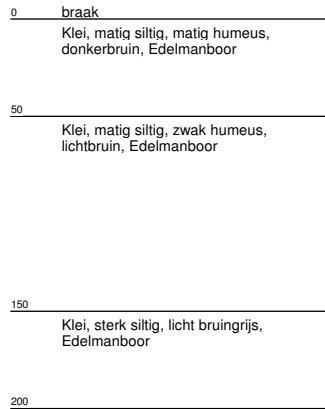 0 braak
Klei, matig siltig, matig humeus,
donkerbruin, Edelmanboor
50
Klei, matig siltig, zwak humeus,
lichtbruin, Edelmanboor
150
Klei, sterk siltig, licht bruingrijs,
Edelmanboor
200